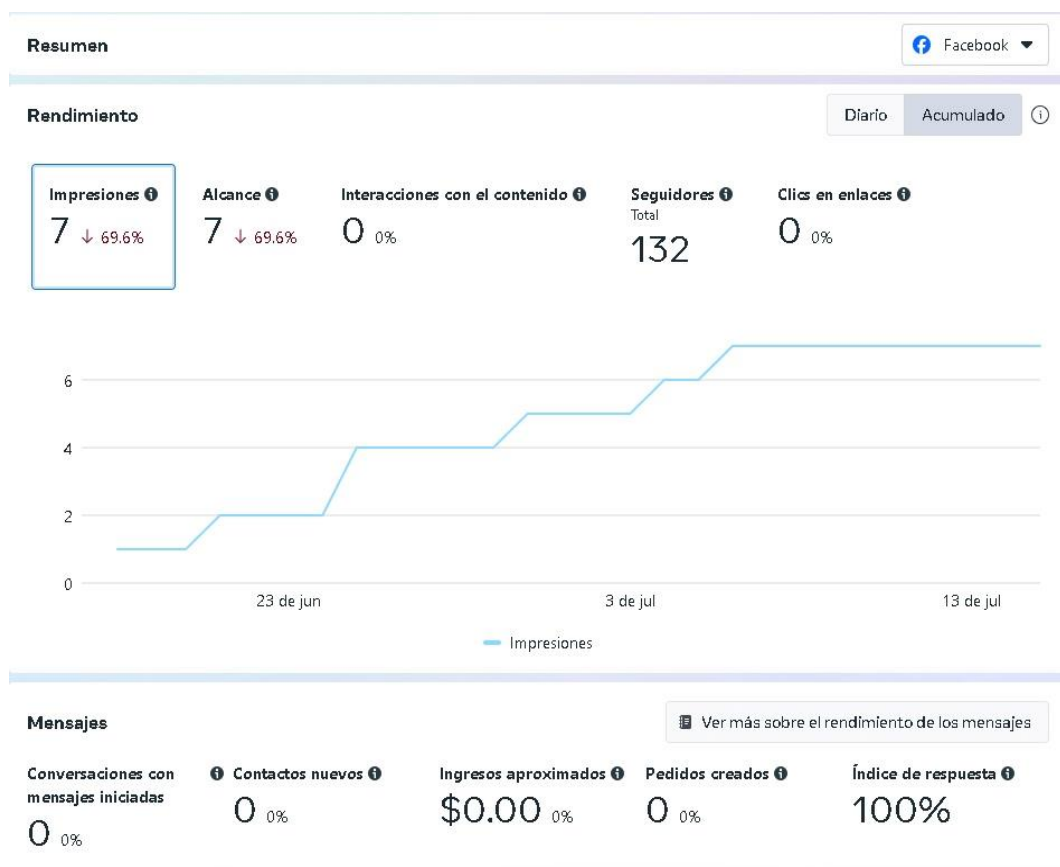 Resumen
Facebook
Rendimiento
Diario
Acumulado
Impresiones
7 ↓ 69.6%
Alcance
7 ↓ 69.6%
Interacciones con el contenido
0 0%
Seguidores
Total
132
Clics en enlaces
0 0%
6
4
2
0
23 de jun
3 de jul
13 de jul
Impresiones
Mensajes
Ver más sobre el rendimiento de los mensajes
Conversaciones con
mensajes iniciadas
0 0%
Contactos nuevos
0 0%
Ingresos aproximados
$0.00 0%
Pedidos creados
0 0%
Índice de respuesta
100%